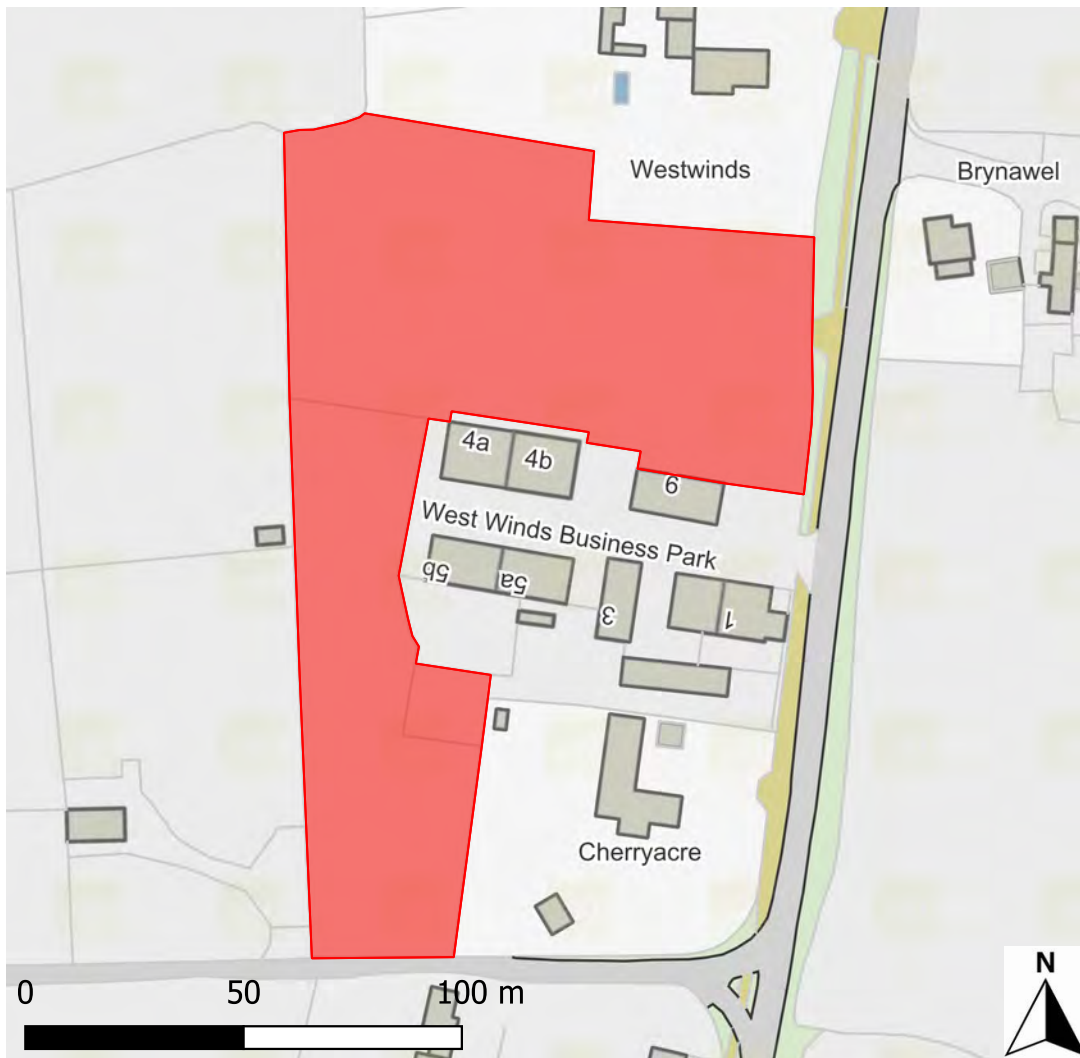 Westwinds
Brynawel
4a
4b
6
West Winds Business Park
5b
5a
3
1
Cherryacre
0
50
100 m
N